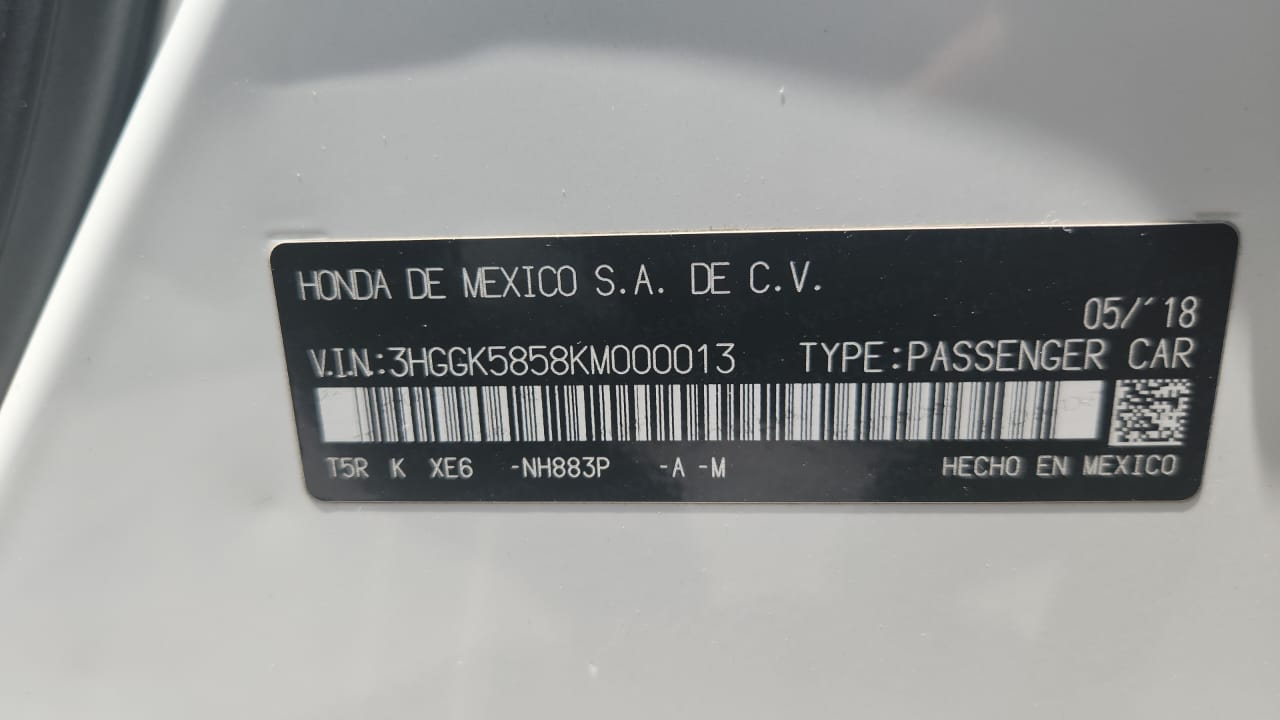 HONDA DE MEXICO S.A. DE C.V.
05/'18
V.I.N.:3HGGK5858KM000013 TYPE:PASSENGER CAR
T5R K XE6 -NH883P -A -M HECHO EN MEXICO